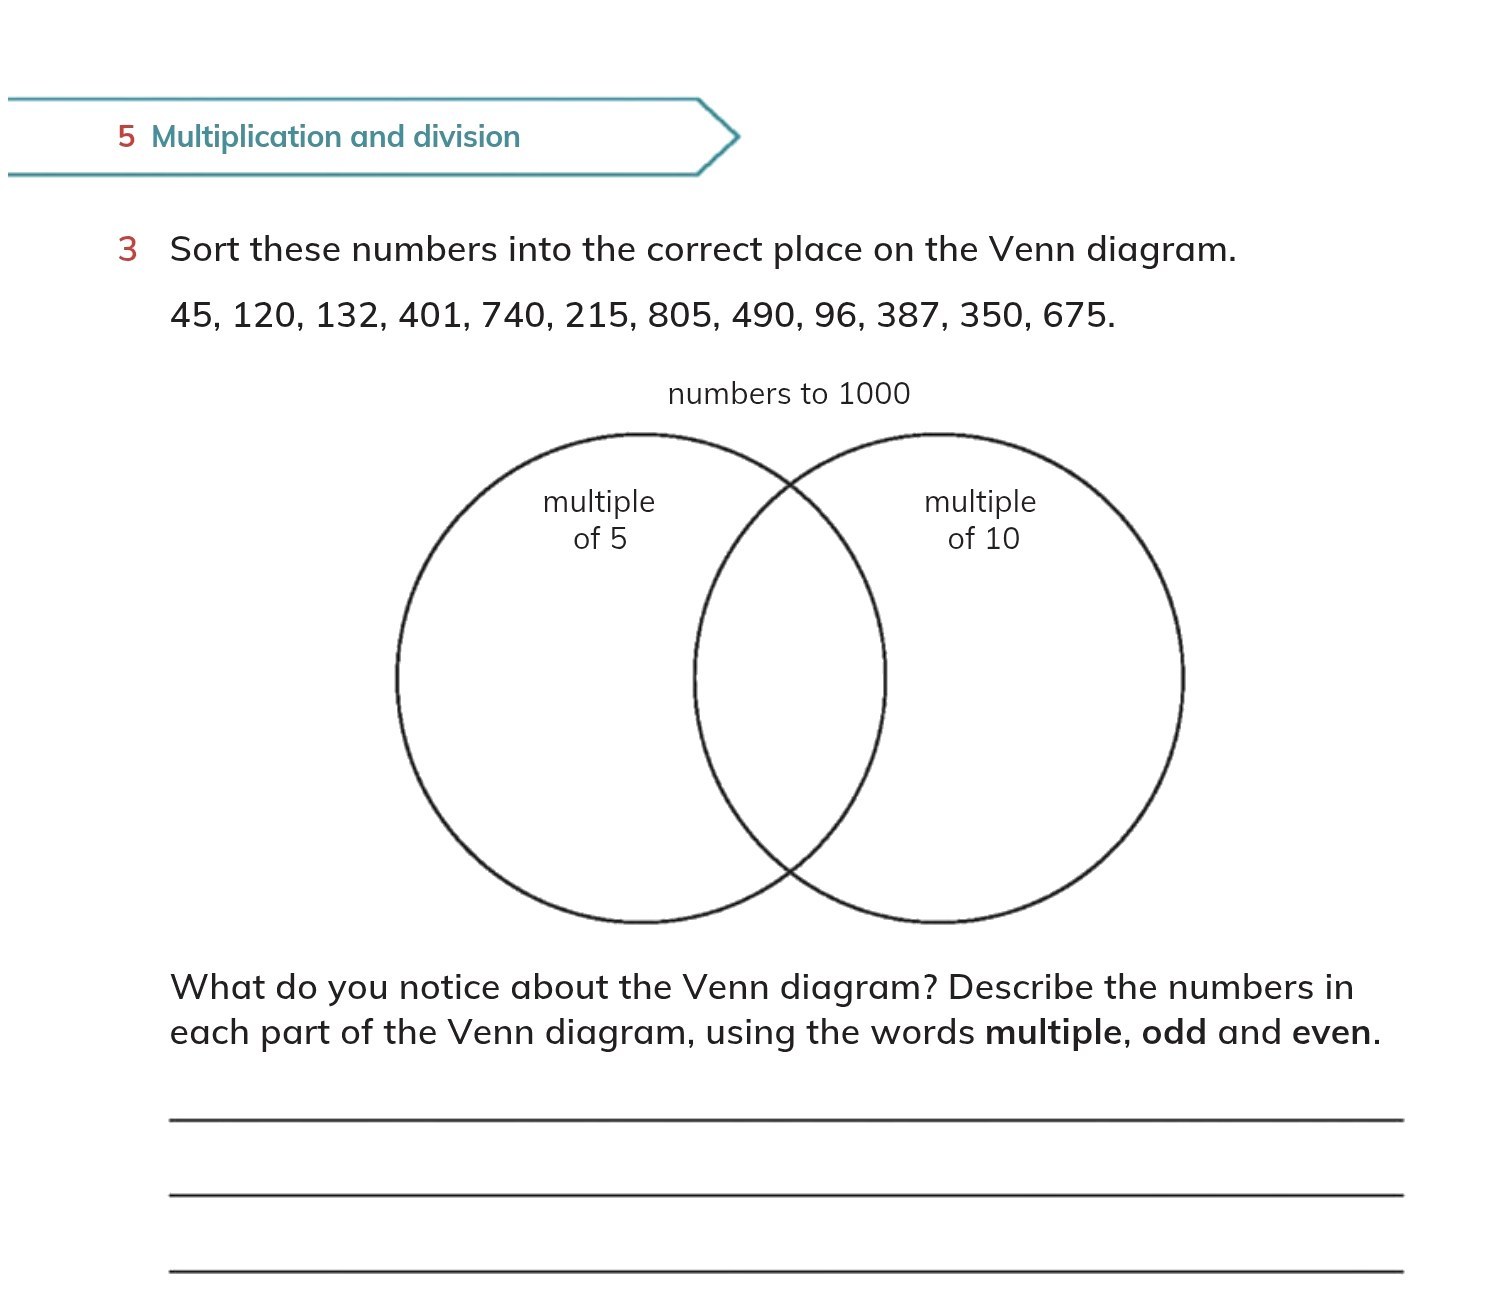 5 Multiplication and division
3 Sort these numbers into the correct place on the Venn diagram.
45, 120, 132, 401, 740, 215, 805, 490, 96, 387, 350, 675.
numbers to 1000
multiple
of 5
multiple
of 10
What do you notice about the Venn diagram? Describe the numbers in
each part of the Venn diagram, using the words multiple, odd and even.